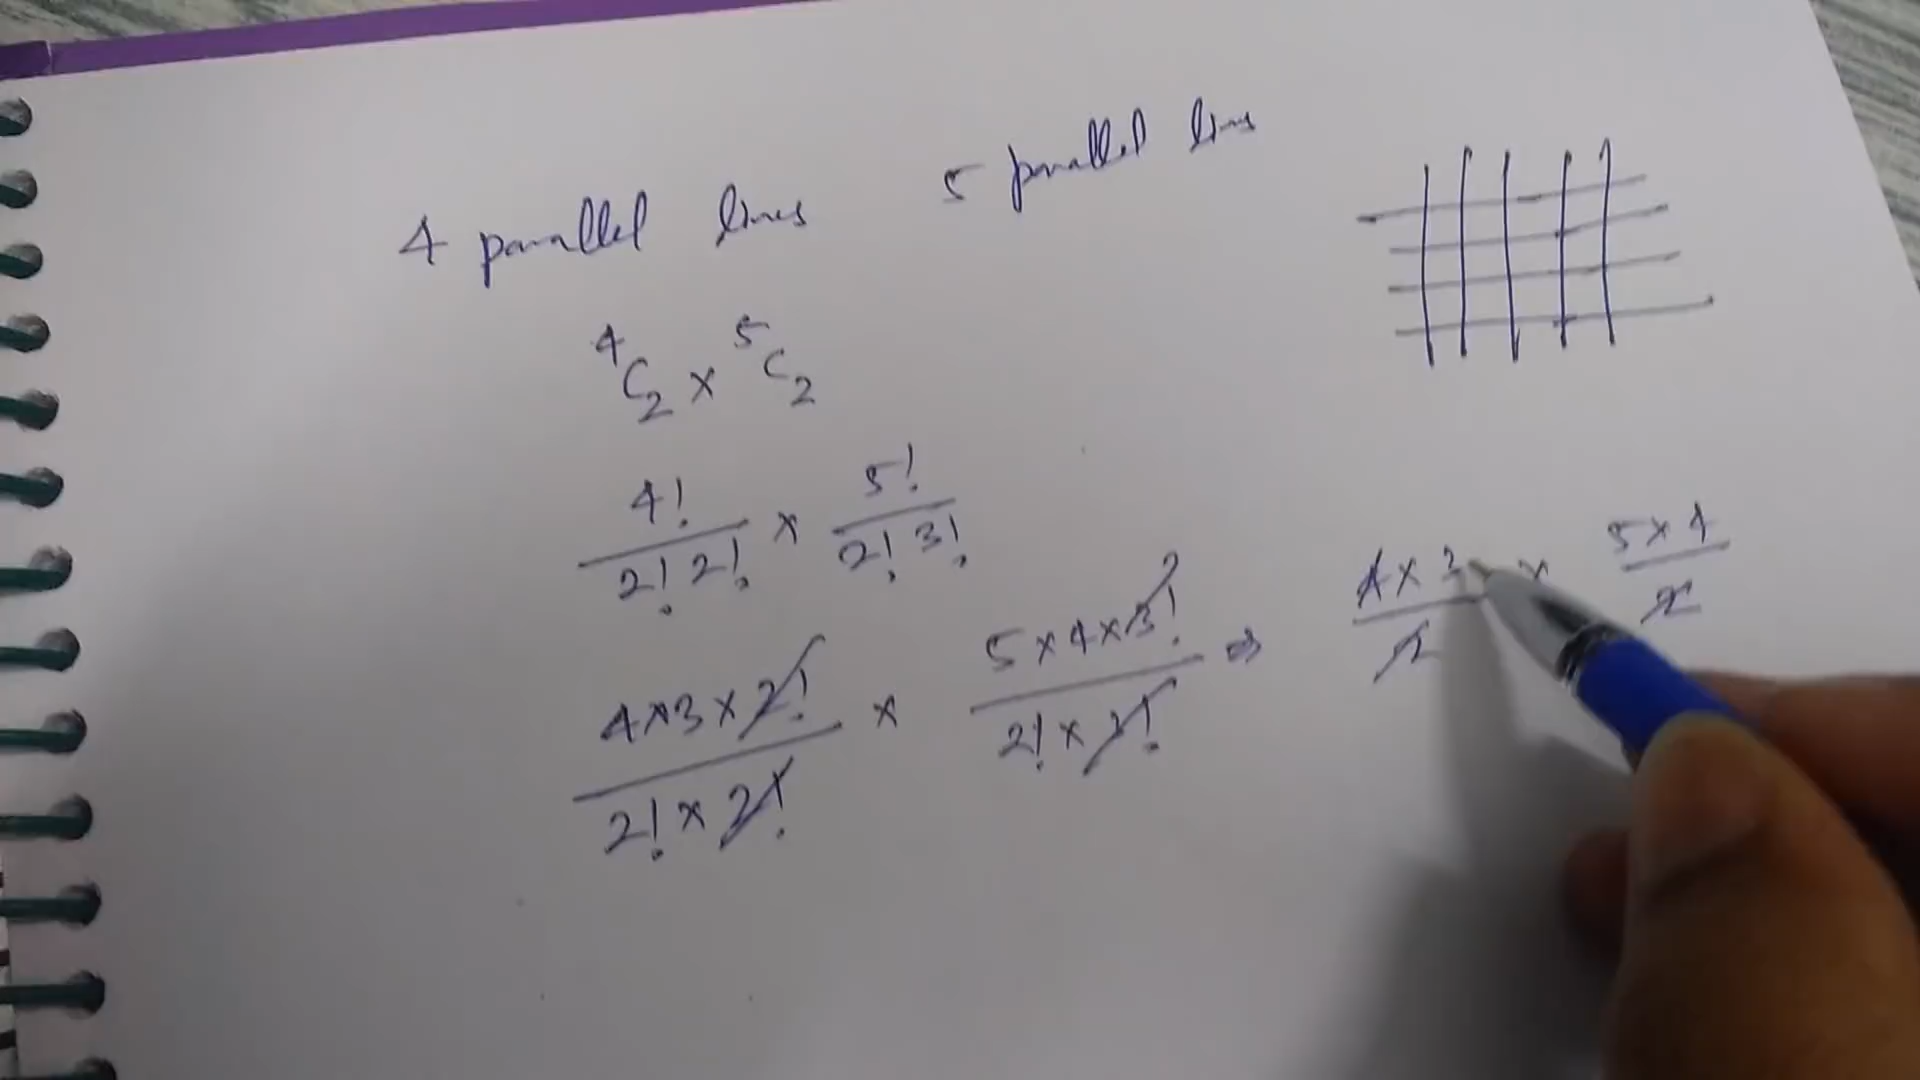 4 parallel lines 5 parallel lines
⁴C₂ × ⁵C₂
4!/(2! 2!) × 5!/(2! 3!)
(4×3×2!)/(2!×2!) × (5×4×3!)/(2!×3!) ⇒ (4×3)/2 × (5×4)/2